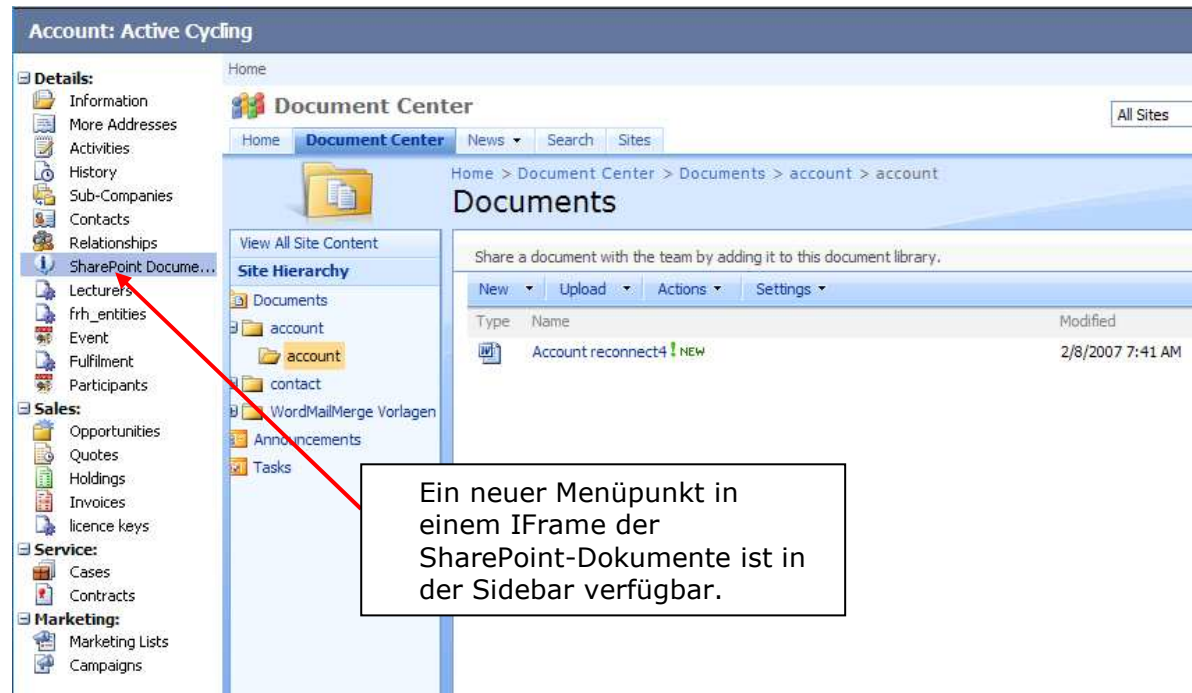 Account: Active Cycling
Details:
Information
More Addresses
Activities
History
Sub-Companies
Contacts
Relationships
SharePoint Docume...
Lecturers
frh_entities
Event
Fulfilment
Participants
Sales:
Opportunities
Quotes
Holdings
Invoices
licence keys
Service:
Cases
Contracts
Marketing:
Marketing Lists
Campaigns
Home
Document Center
All Sites
Home Document Center News Search Sites
Home > Document Center > Documents > account > account
Documents
View All Site Content
Site Hierarchy
Documents
account
account
contact
WordMailMerge Vorlagen
Announcements
Tasks
Share a document with the team by adding it to this document library.
New Upload Actions Settings
Type Name Modified
Account reconnect4 ! NEW 2/8/2007 7:41 AM
Ein neuer Menüpunkt in
einem IFrame der
SharePoint-Dokumente ist in
der Sidebar verfügbar.